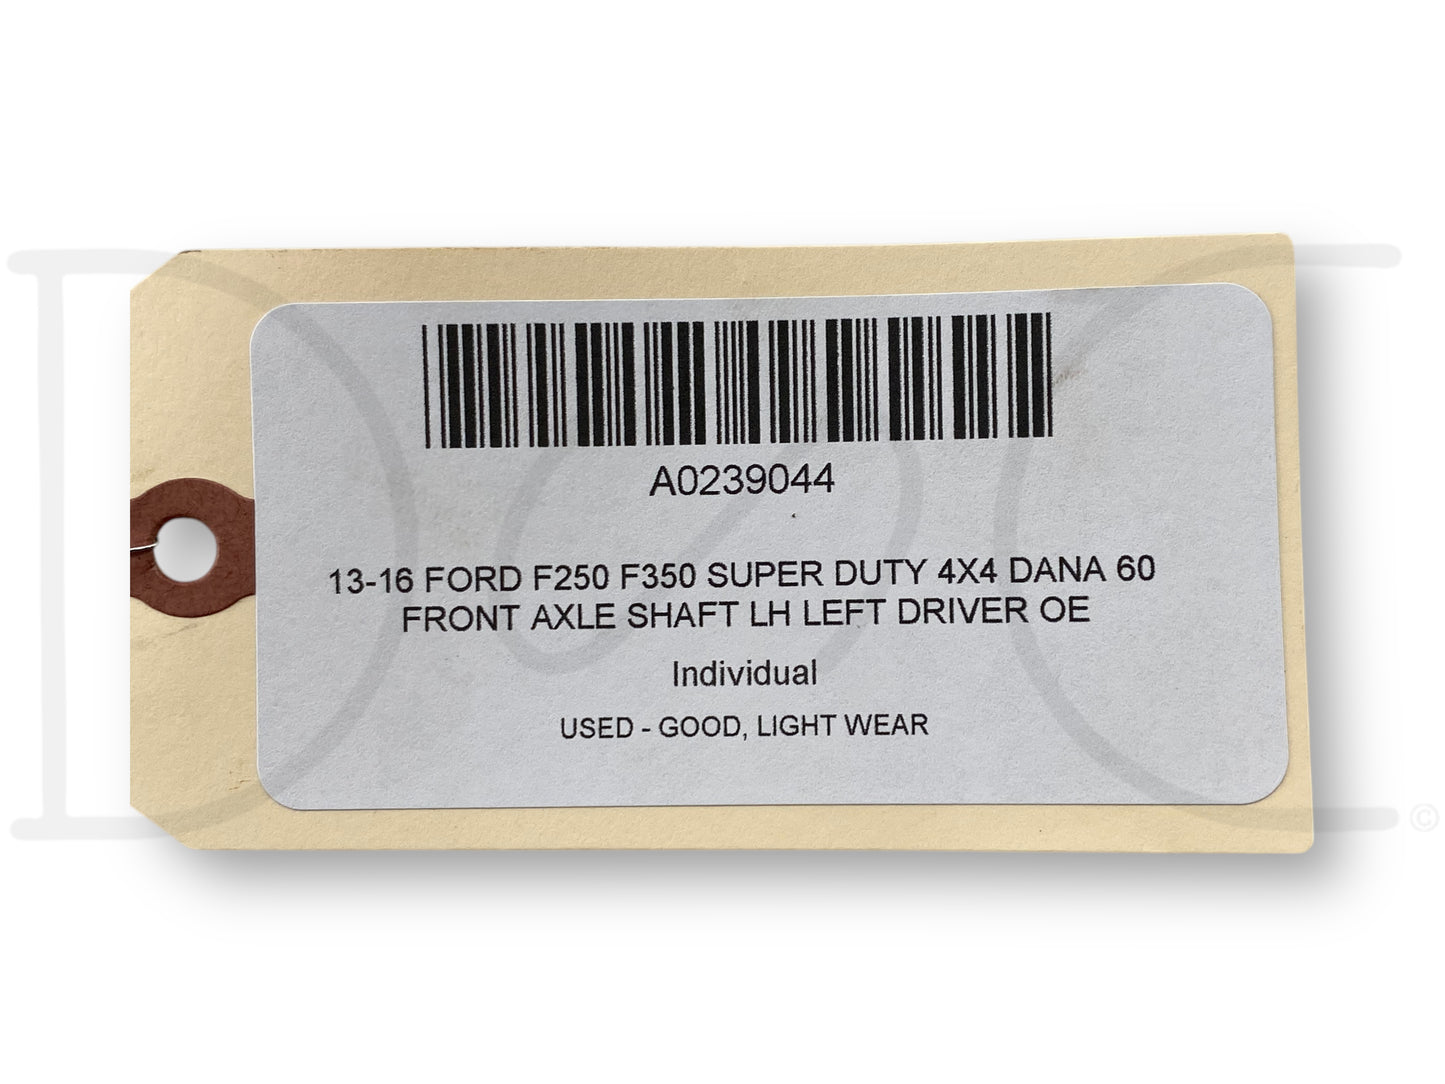 A0239044
13-16 FORD F250 F350 SUPER DUTY 4X4 DANA 60
FRONT AXLE SHAFT LH LEFT DRIVER OE
Individual
USED - GOOD, LIGHT WEAR
©